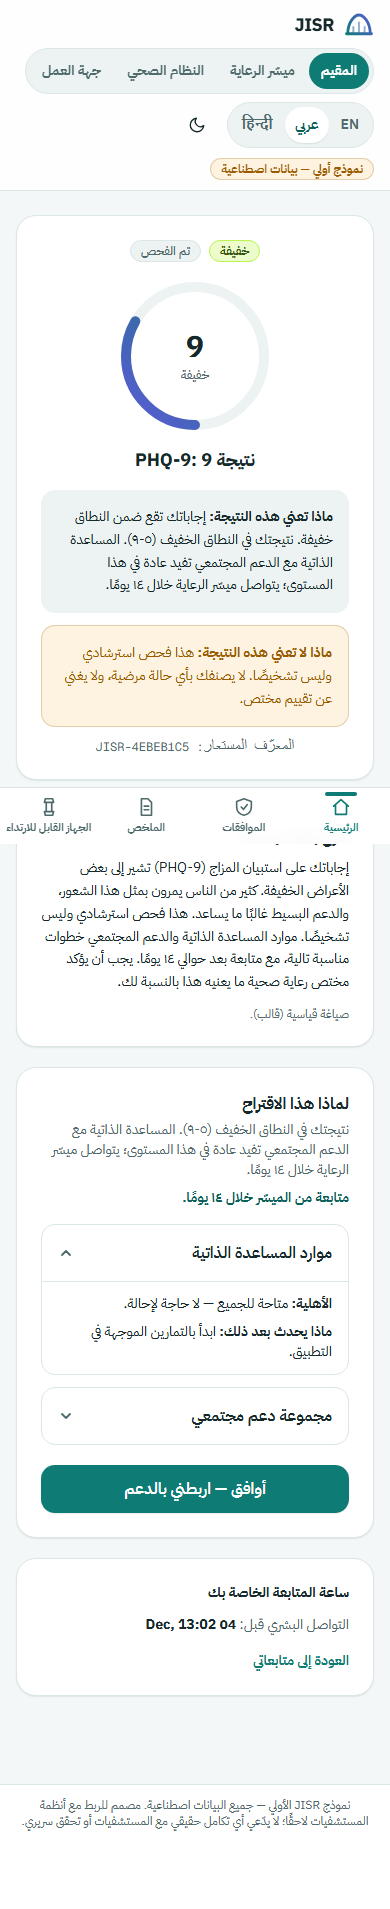 JISR
المقيم
ميسّر الرعاية
النظام الصحي
جهة العمل
EN
عربي
हिन्दी
نموذج أولي — بيانات اصطناعية
خفيفة
تم الفحص
9
خفيفة
نتيجة PHQ-9: 9
ماذا تعني هذه النتيجة: إجاباتك تقع ضمن النطاق
خفيفة. نتيجتك في النطاق الخفيف (٥-٩). المساعدة
الذاتية مع الدعم المجتمعي تفيد عادة في هذا
المستوى؛ يتواصل ميسّر الرعاية خلال ١٤ يومًا.
ماذا لا تعني هذه النتيجة: هذا فحص استرشادي
وليس تشخيصًا. لا يصنفك بأي حالة مرضية، ولا يغني
عن تقييم مختص.
المعرّف المستعار: JISR-4EBEB1C5
الرئيسية
الموافقات
الملخص
الجهاز القابل للارتداء
إجاباتك على استبيان المزاج (PHQ-9) تشير إلى بعض
الأعراض الخفيفة. كثير من الناس يمرون بمثل هذا الشعور،
والدعم البسيط غالبًا ما يساعد. هذا فحص استرشادي وليس
تشخيصًا. موارد المساعدة الذاتية والدعم المجتمعي خطوات
مناسبة تالية، مع متابعة بعد حوالي ١٤ يومًا. يجب أن يؤكد
مختص رعاية صحية ما يعنيه هذا بالنسبة لك.
صياغة قياسية (قالب).
لماذا هذا الاقتراح
نتيجتك في النطاق الخفيف (٥-٩). المساعدة الذاتية مع
الدعم المجتمعي تفيد عادة في هذا المستوى؛ يتواصل ميسّر
الرعاية خلال ١٤ يومًا.
متابعة من الميسّر خلال ١٤ يومًا.
موارد المساعدة الذاتية
الأهلية: متاحة للجميع — لا حاجة لإحالة.
ماذا يحدث بعد ذلك: ابدأ بالتمارين الموجهة في
التطبيق.
مجموعة دعم مجتمعي
أوافق — اربطني بالدعم
ساعة المتابعة الخاصة بك
التواصل البشري قبل: 04 Dec, 13:02
العودة إلى متابعاتي
نموذج JISR الأولي — جميع البيانات اصطناعية. مصمم للربط مع أنظمة
المستشفيات لاحقًا؛ لا يدّعي أي تكامل حقيقي مع المستشفيات أو تحقق سريري.